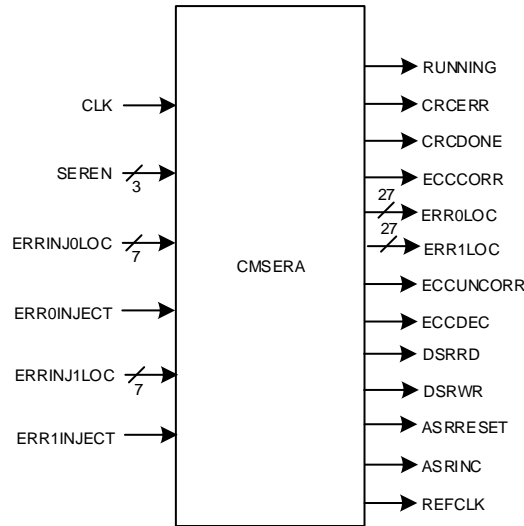 CLK
SEREN
3
ERRINJ0LOC
7
ERR0INJECT
ERRINJ1LOC
7
ERR1INJECT
CMSERA
RUNNING
CRCERR
CRCDONE
ECCCORR
27
ERR0LOC
27
ERR1LOC
ECCUNCORR
ECCDEC
DSRRD
DSRWR
ASRRESET
ASRINC
REFCLK